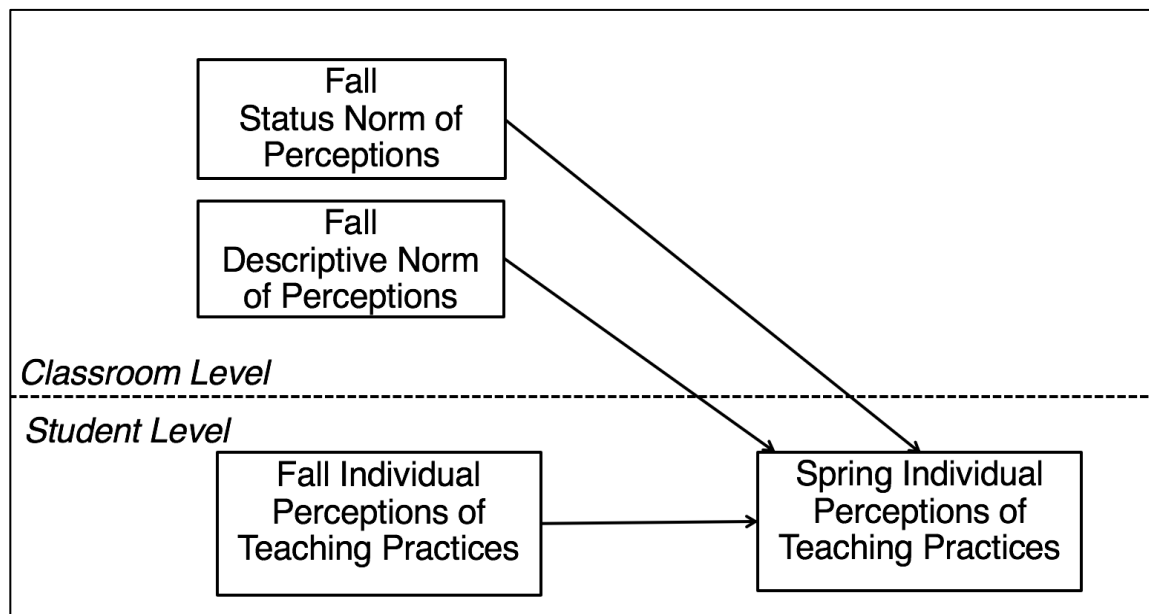 Fall
Status Norm of
Perceptions
Fall
Descriptive Norm
of Perceptions
Classroom Level
Student Level
Fall Individual
Perceptions of
Teaching Practices
Spring Individual
Perceptions of
Teaching Practices